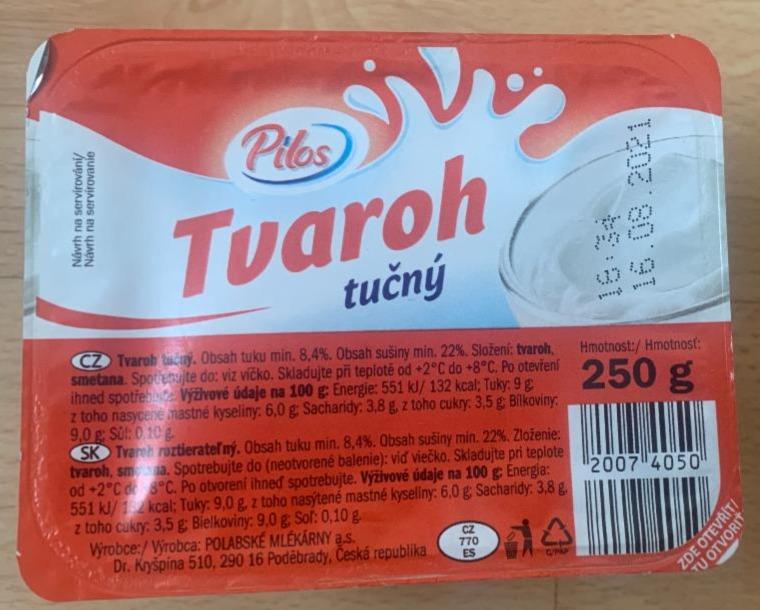 Návrh na servírování/
Návrh na servírovanie
Pilos
Tvaroh
tučný
16:34
16.08.2021
CZ Tvaroh tučný. Obsah tuku min. 8,4%. Obsah sušiny min. 22%. Složení: tvaroh,
smetana. Spotřebujte do: viz víčko. Skladujte při teplotě od +2°C do +8°C. Po otevření
ihned spotřebujte. Výživové údaje na 100 g: Energie: 551 kJ/ 132 kcal; Tuky: 9 g;
z toho nasycené mastné kyseliny: 6,0 g; Sacharidy: 3,8 g, z toho cukry: 3,5 g; Bílkoviny:
9,0 g; Sůl: 0,10 g.
SK Tvaroh roztierateľný. Obsah tuku min. 8,4%. Obsah sušiny min. 22%. Zloženie:
tvaroh, smotana. Spotrebujte do (neotvorené balenie): viď viečko. Skladujte pri teplote
od +2°C do +8°C. Po otvorení ihneď spotrebujte. Výživové údaje na 100 g: Energia:
551 kJ/ 132 kcal; Tuky: 9,0 g, z toho nasýtené mastné kyseliny: 6,0 g; Sacharidy: 3,8 g,
z toho cukry: 3,5 g; Bielkoviny: 9,0 g; Soľ: 0,10 g.
Výrobce:/ Výrobca: POLABSKÉ MLÉKÁRNY a.s.
Dr. Kryšpína 510, 290 16 Poděbrady, Česká republika
CZ
770
ES
C/PAP
Hmotnost:/ Hmotnosť:
250 g
2007 4050
ZDE OTEVŘÍT/
TU OTVORIŤ